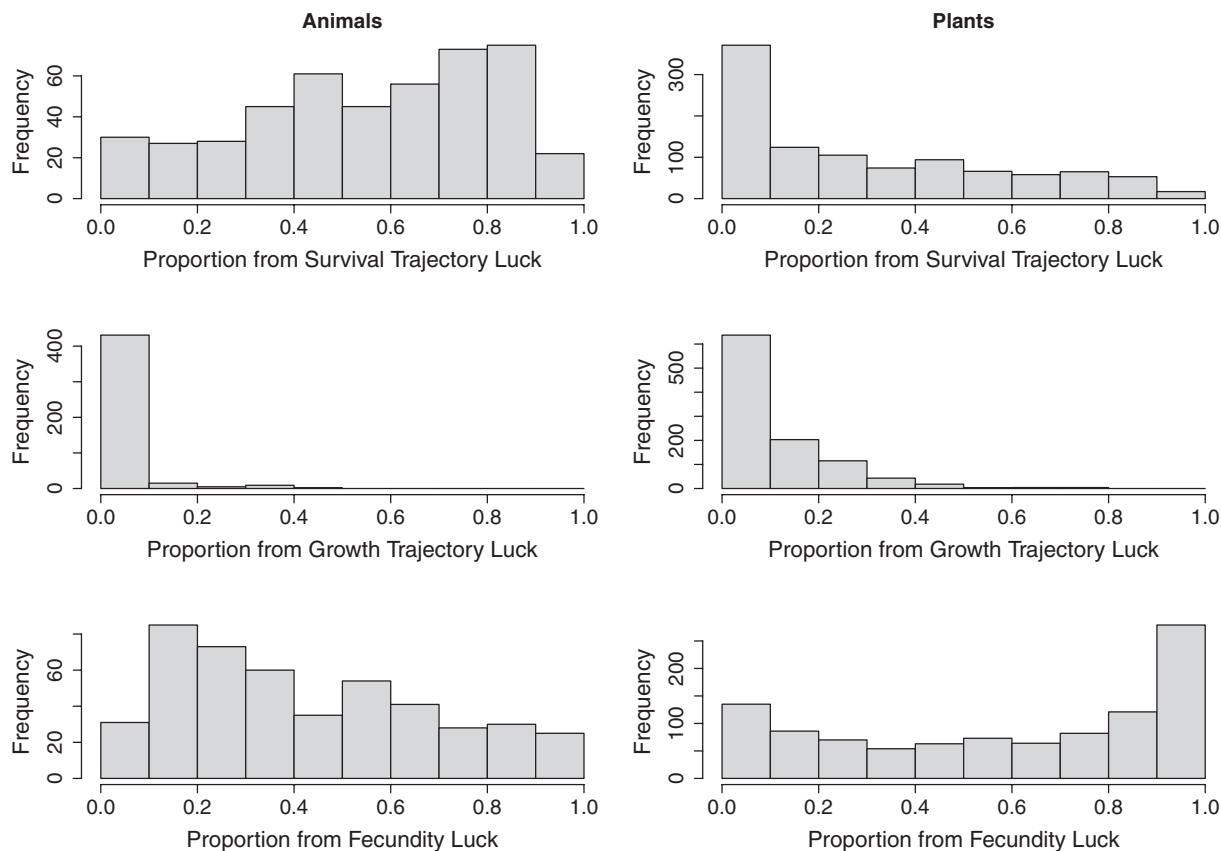 Animals
Plants
Frequency
0 20 40 60
0.0 0.2 0.4 0.6 0.8 1.0
Proportion from Survival Trajectory Luck
Frequency
0 100 300
0.0 0.2 0.4 0.6 0.8 1.0
Proportion from Survival Trajectory Luck
Frequency
0 200 400
0.0 0.2 0.4 0.6 0.8 1.0
Proportion from Growth Trajectory Luck
Frequency
0 200 500
0.0 0.2 0.4 0.6 0.8 1.0
Proportion from Growth Trajectory Luck
Frequency
0 20 60
0.0 0.2 0.4 0.6 0.8 1.0
Proportion from Fecundity Luck
Frequency
0 100 200
0.0 0.2 0.4 0.6 0.8 1.0
Proportion from Fecundity Luck